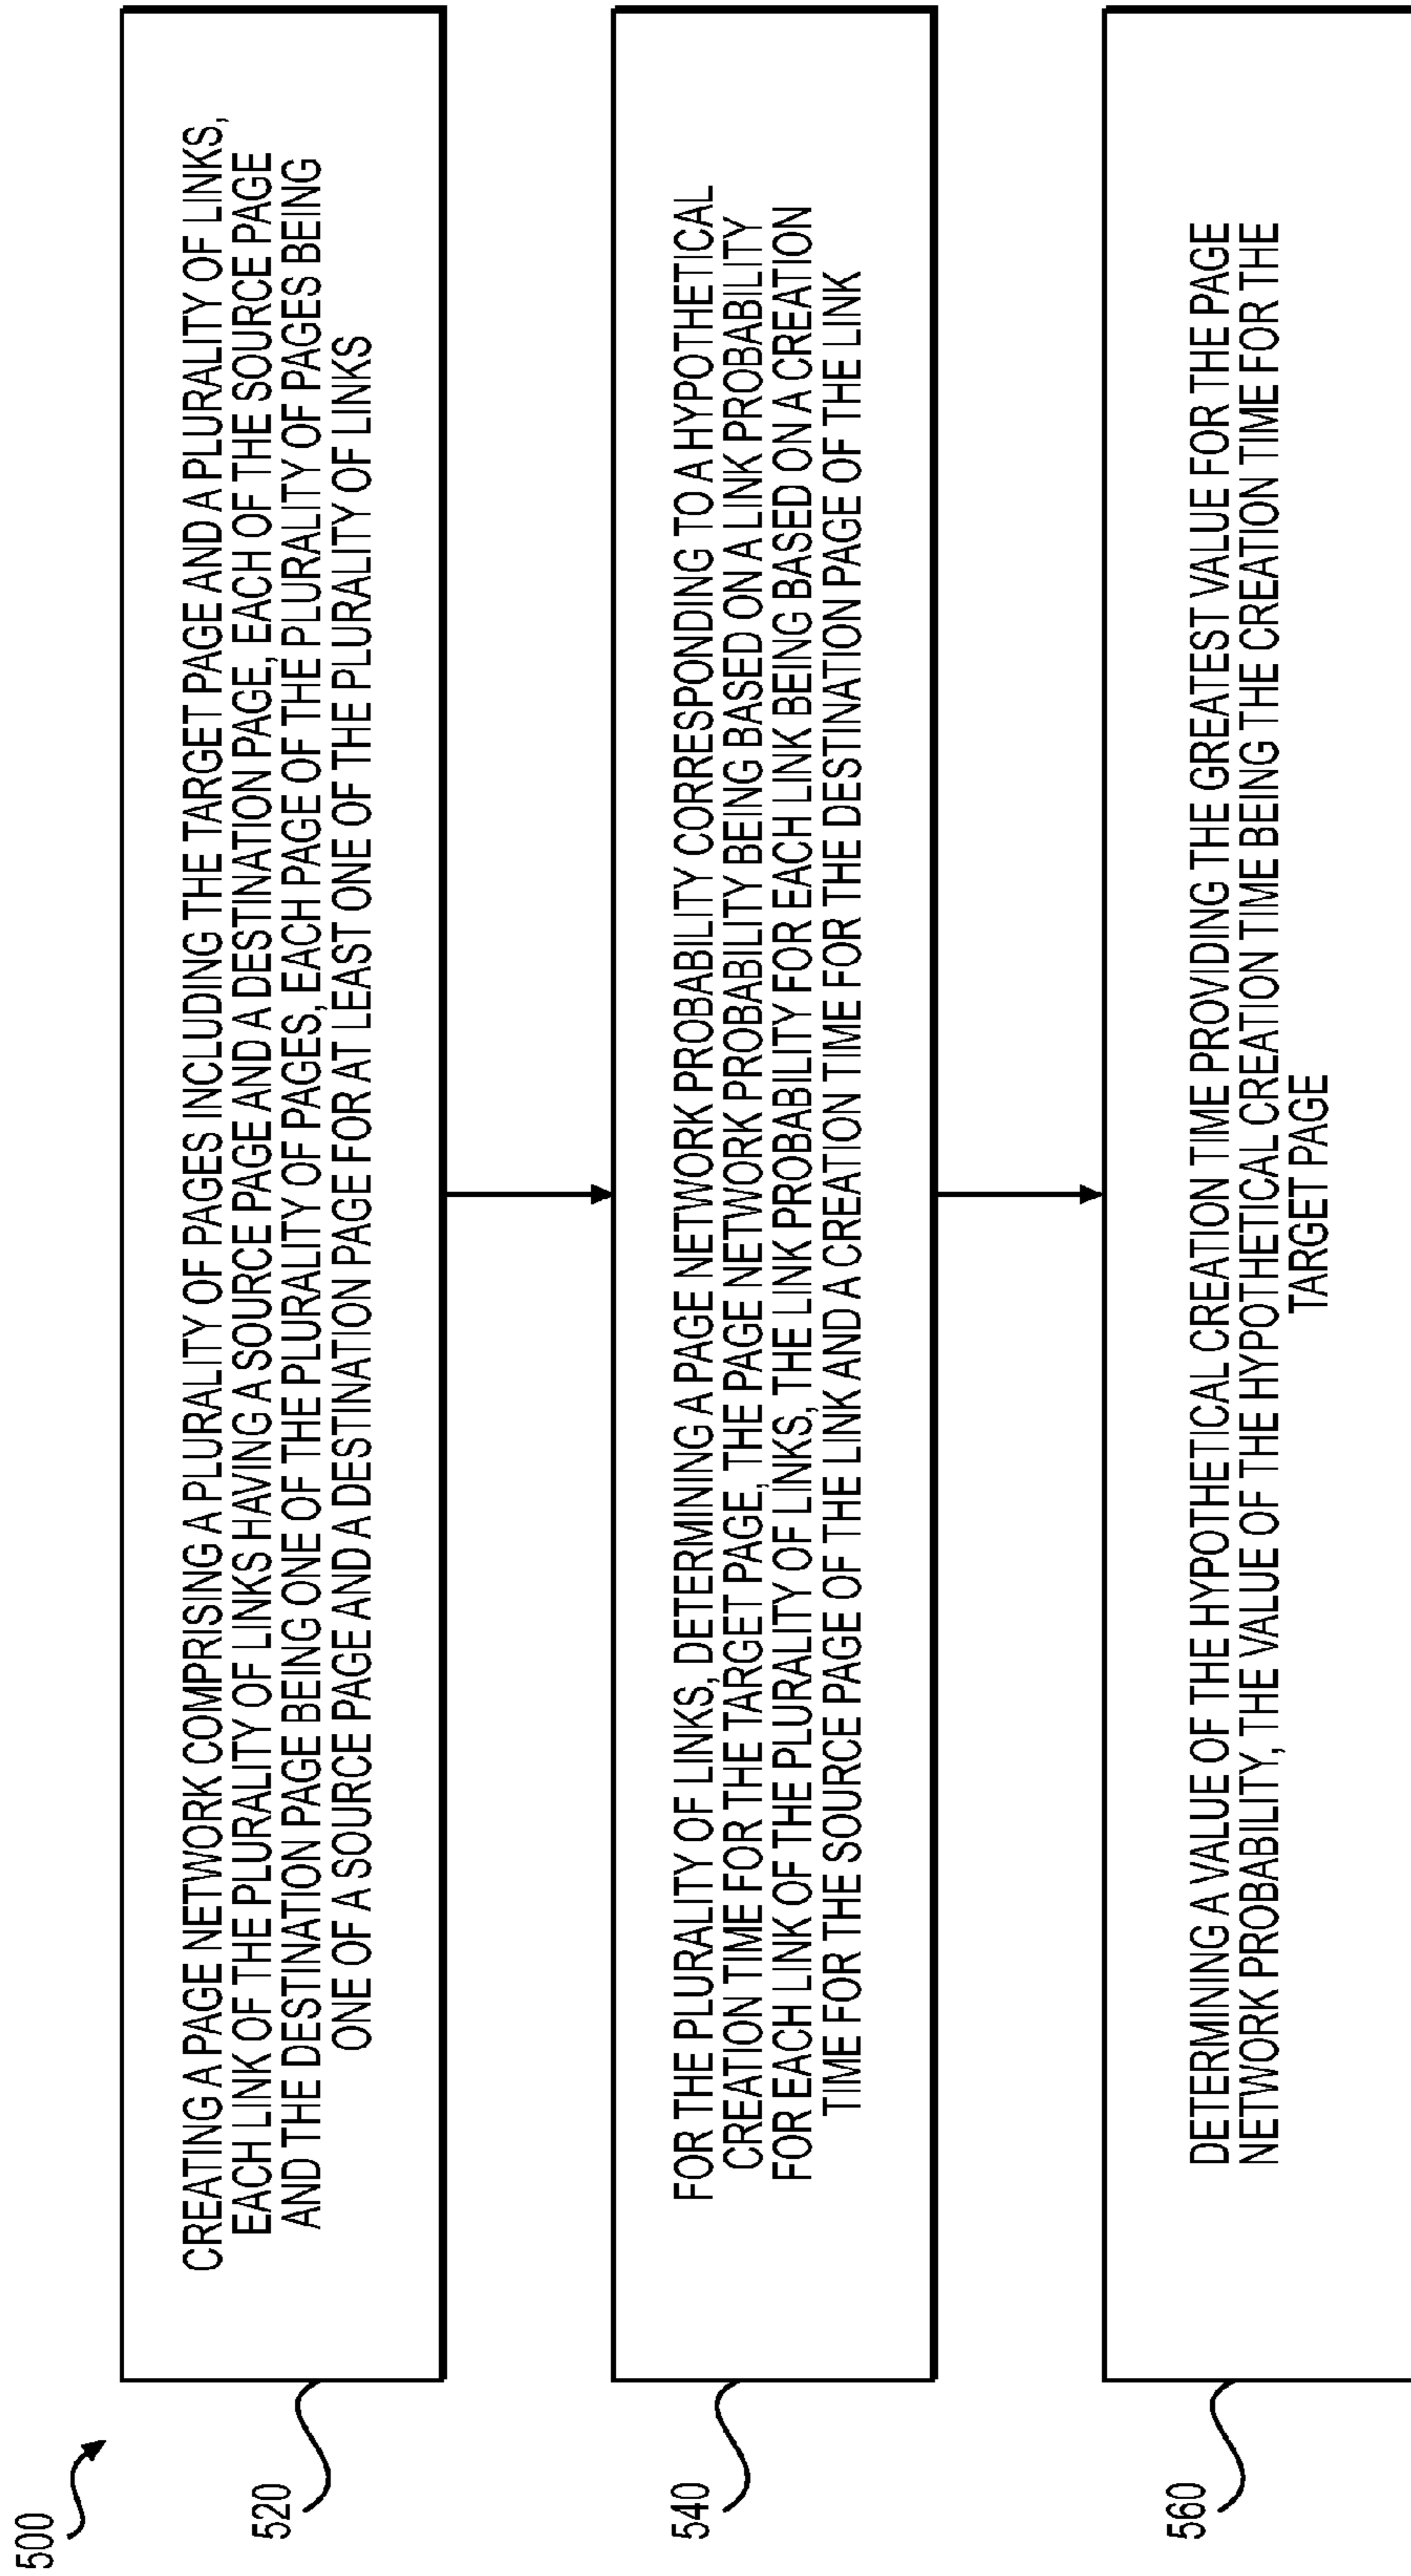 500
520
CREATING A PAGE NETWORK COMPRISING A PLURALITY OF PAGES INCLUDING THE TARGET PAGE AND A PLURALITY OF LINKS,
EACH LINK OF THE PLURALITY OF LINKS HAVING A SOURCE PAGE AND A DESTINATION PAGE, EACH OF THE SOURCE PAGE
AND THE DESTINATION PAGE BEING ONE OF THE PLURALITY OF PAGES, EACH PAGE OF THE PLURALITY OF PAGES BEING
ONE OF A SOURCE PAGE AND A DESTINATION PAGE FOR AT LEAST ONE OF THE PLURALITY OF LINKS
540
FOR THE PLURALITY OF LINKS, DETERMINING A PAGE NETWORK PROBABILITY CORRESPONDING TO A HYPOTHETICAL
CREATION TIME FOR THE TARGET PAGE, THE PAGE NETWORK PROBABILITY BEING BASED ON A LINK PROBABILITY
FOR EACH LINK OF THE PLURALITY OF LINKS, THE LINK PROBABILITY FOR EACH LINK BEING BASED ON A CREATION
TIME FOR THE SOURCE PAGE OF THE LINK AND A CREATION TIME FOR THE DESTINATION PAGE OF THE LINK
560
DETERMINING A VALUE OF THE HYPOTHETICAL CREATION TIME PROVIDING THE GREATEST VALUE FOR THE PAGE
NETWORK PROBABILITY, THE VALUE OF THE HYPOTHETICAL CREATION TIME BEING THE CREATION TIME FOR THE
TARGET PAGE